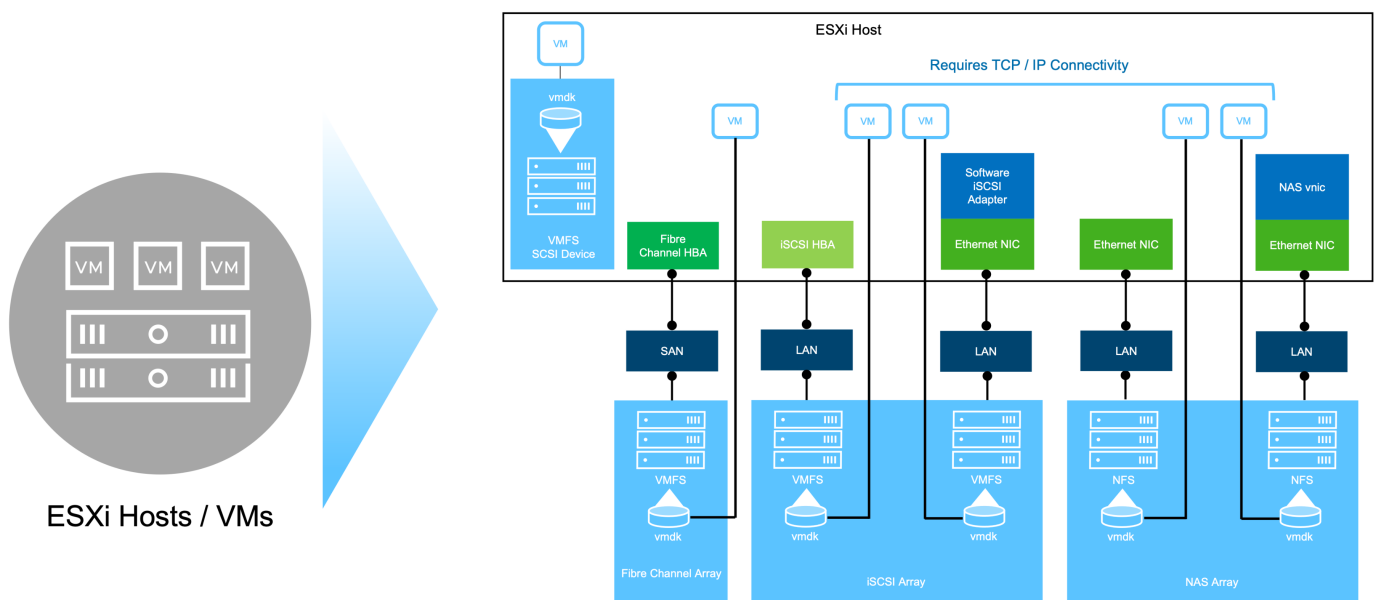 VM VM VM
ESXi Hosts / VMs
ESXi Host
VM
vmdk
VMFS
SCSI Device
Requires TCP / IP Connectivity
VM
VM
VM
VM
VM
Fibre
Channel HBA
iSCSI HBA
Software
iSCSI
Adapter
Ethernet NIC
Ethernet NIC
NAS vnic
Ethernet NIC
SAN
LAN
LAN
LAN
LAN
VMFS
vmdk
Fibre Channel Array
VMFS
vmdk
VMFS
vmdk
iSCSI Array
NFS
vmdk
NFS
vmdk
NAS Array